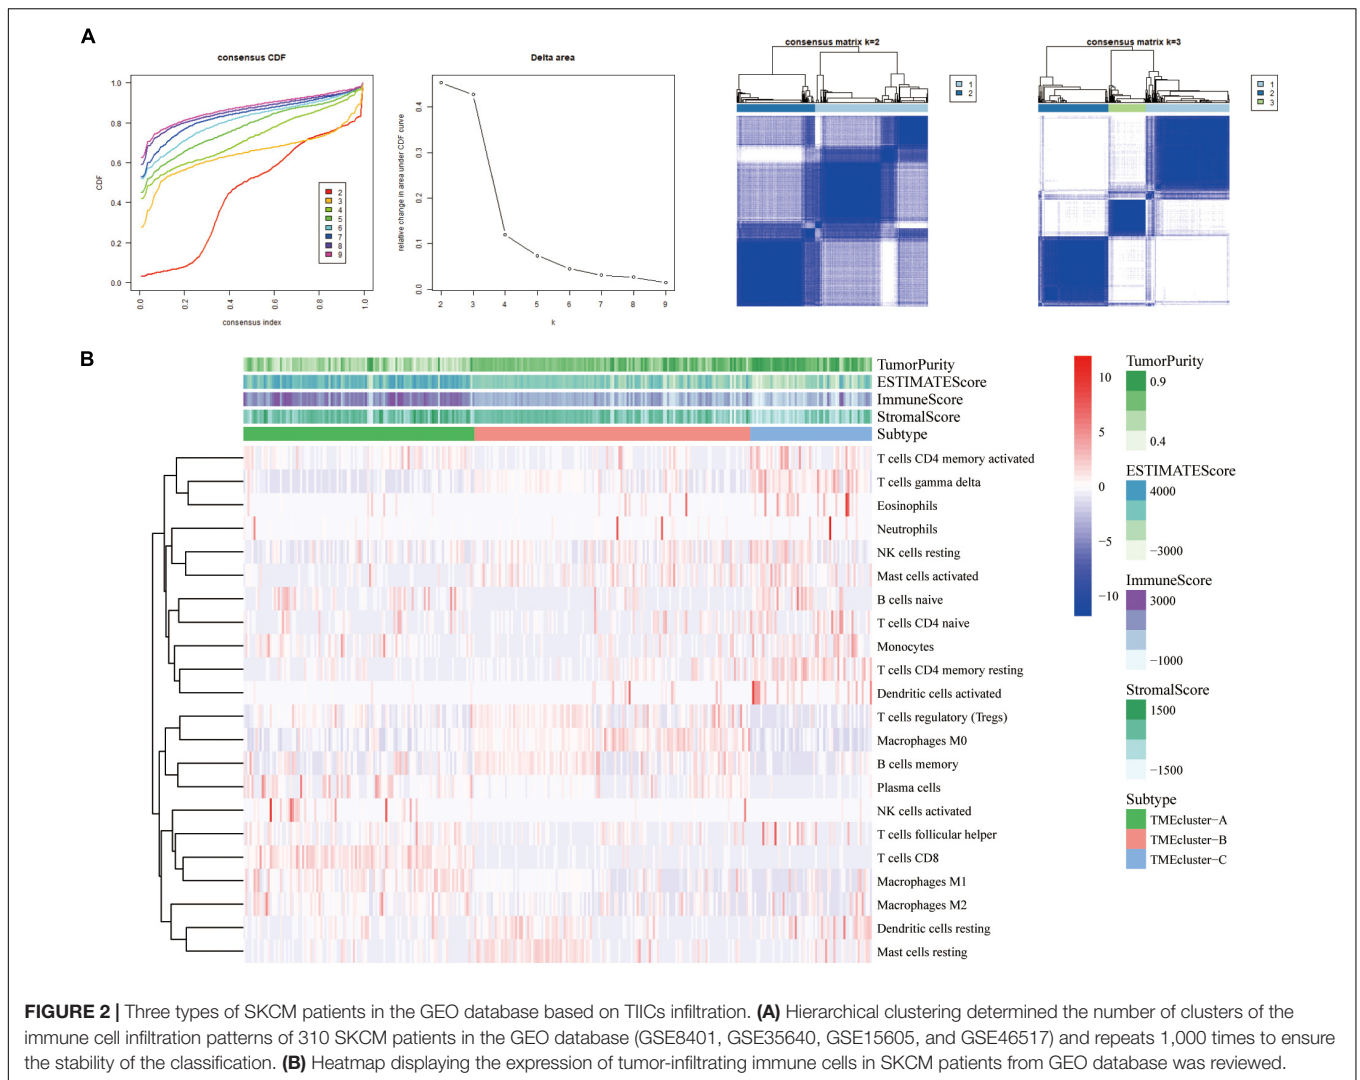 A
consensus CDF
CDF
1.0
0.8
0.6
0.4
0.2
0.0
0.0
0.2
0.4
0.6
0.8
1.0
consensus index
2
3
4
5
6
7
8
9
Delta area
relative change in area under CDF curve
0.4
0.3
0.2
0.1
0.0
2
3
4
5
6
7
8
9
k
consensus matrix k=2
1
2
consensus matrix k=3
1
2
3
B
TumorPurity
ESTIMATEScore
ImmuneScore
StromalScore
Subtype
T cells CD4 memory activated
T cells gamma delta
Eosinophils
Neutrophils
NK cells resting
Mast cells activated
B cells naive
T cells CD4 naive
Monocytes
T cells CD4 memory resting
Dendritic cells activated
T cells regulatory (Tregs)
Macrophages M0
B cells memory
Plasma cells
NK cells activated
T cells follicular helper
T cells CD8
Macrophages M1
Macrophages M2
Dendritic cells resting
Mast cells resting
10
5
0
−5
−10
TumorPurity
0.9
0.4
ESTIMATEScore
4000
−3000
ImmuneScore
3000
−1000
StromalScore
1500
−1500
Subtype
TMEcluster−A
TMEcluster−B
TMEcluster−C
FIGURE 2 | Three types of SKCM patients in the GEO database based on TIICs infiltration. (A) Hierarchical clustering determined the number of clusters of the
immune cell infiltration patterns of 310 SKCM patients in the GEO database (GSE8401, GSE35640, GSE15605, and GSE46517) and repeats 1,000 times to ensure
the stability of the classification. (B) Heatmap displaying the expression of tumor-infiltrating immune cells in SKCM patients from GEO database was reviewed.